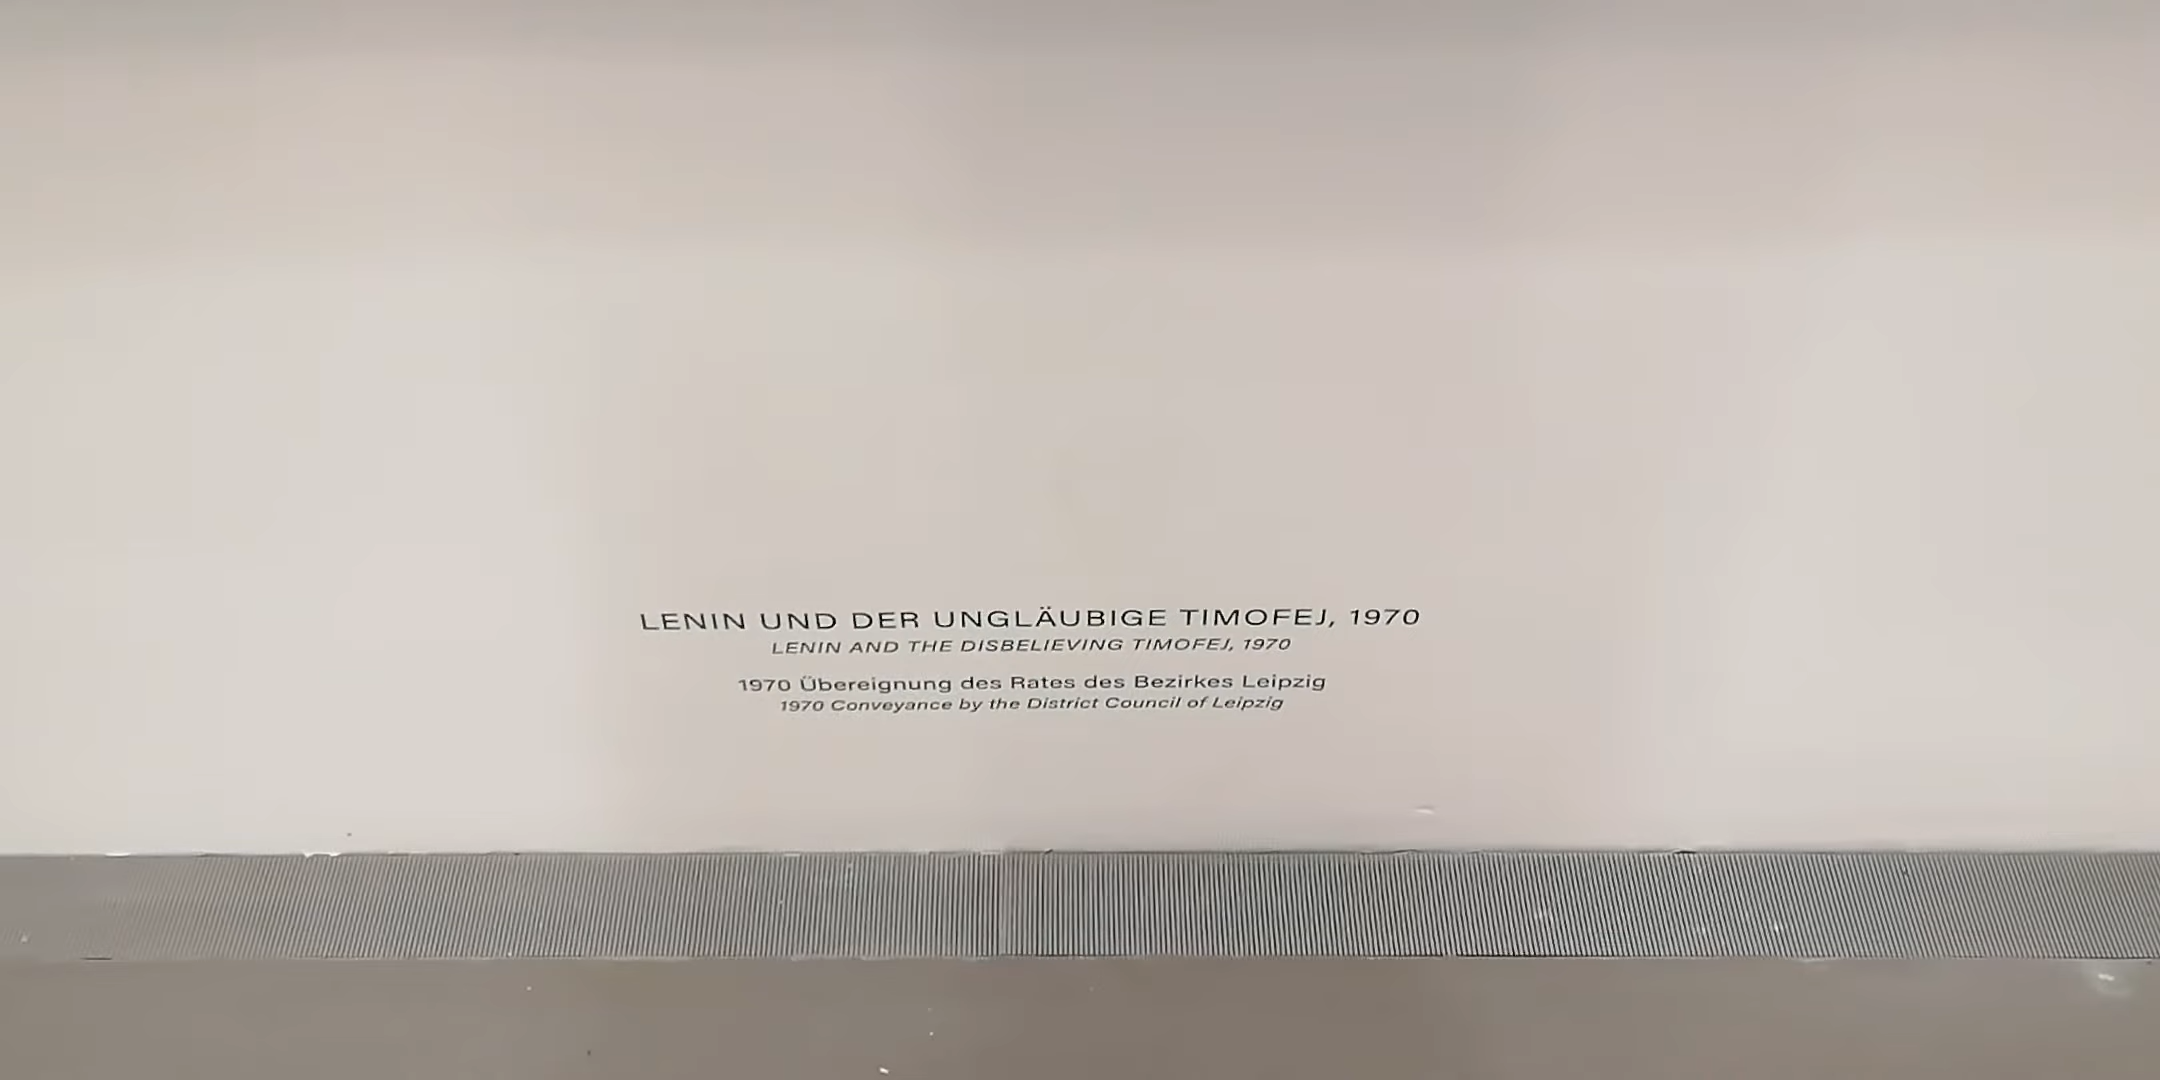 LENIN UND DER UNGLÄUBIGE TIMOFEJ, 1970
LENIN AND THE DISBELIEVING TIMOFEJ, 1970
1970 Übereignung des Rates des Bezirkes Leipzig
1970 Conveyance by the District Council of Leipzig